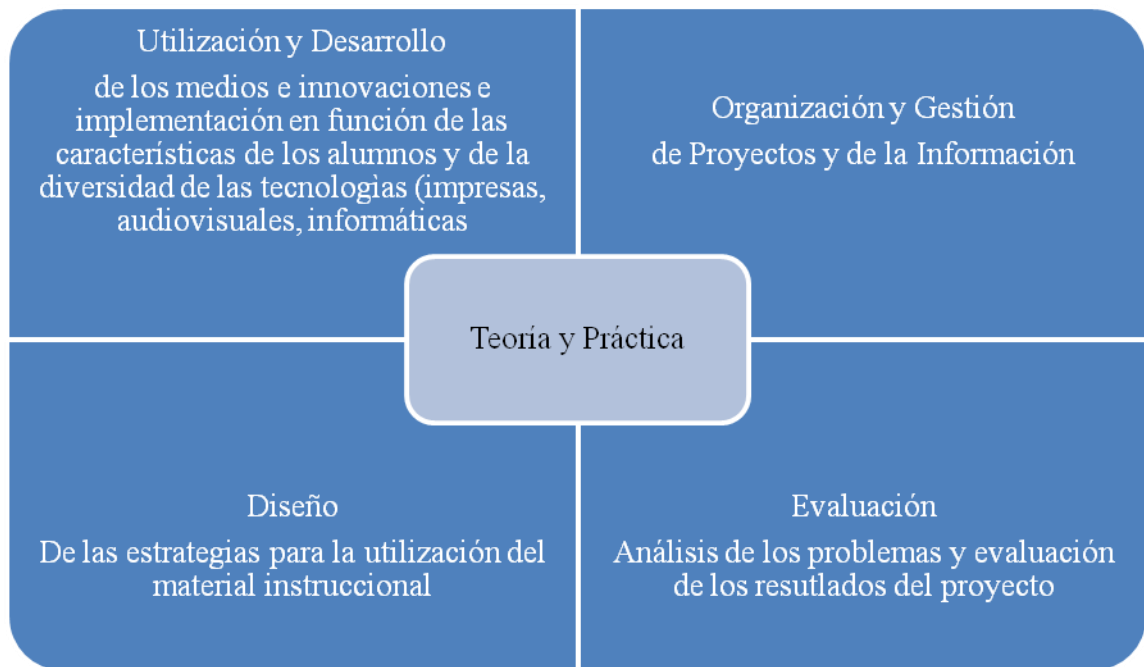 Utilización y Desarrollo
de los medios e innovaciones e
implementación en función de las
características de los alumnos y de la
diversidad de las tecnologìas (impresas,
audiovisuales, informáticas
Organización y Gestión
de Proyectos y de la Información
Teoría y Práctica
Diseño
De las estrategias para la utilización del
material instruccional
Evaluación
Análisis de los problemas y evaluación
de los resutlados del proyecto